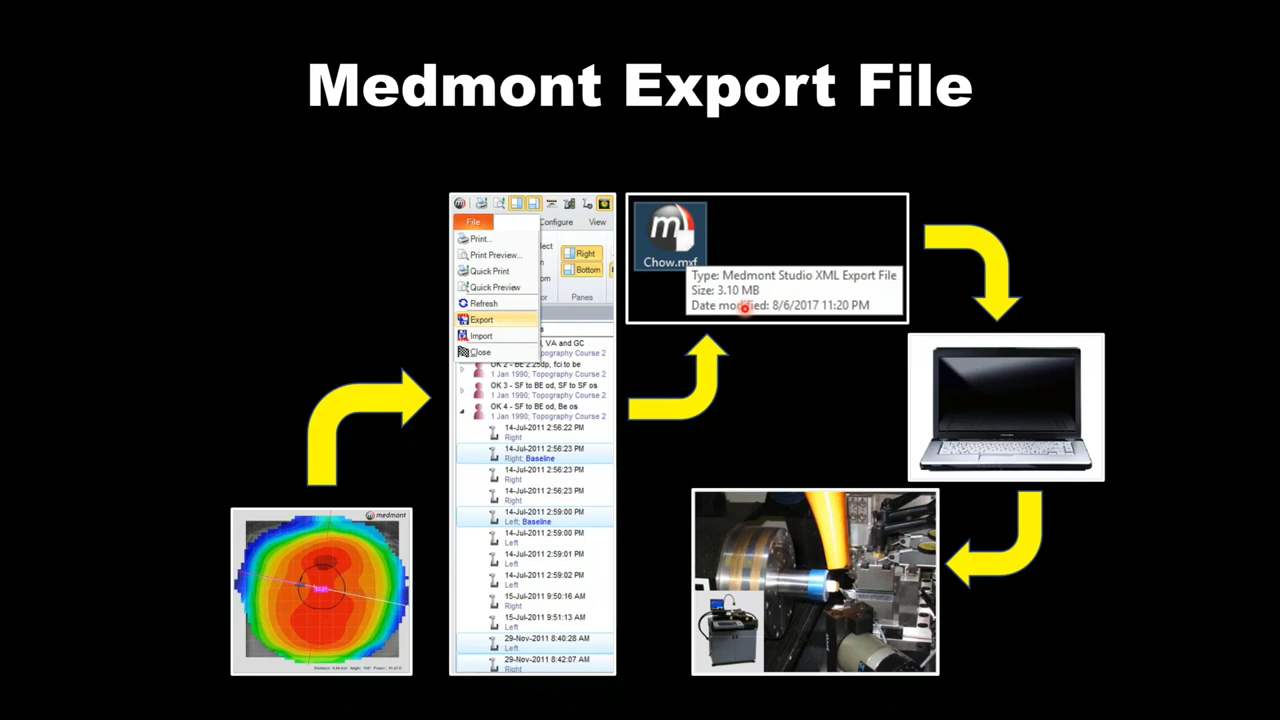 Medmont Export File
File
Configure
View
Print...
Print Preview...
Quick Print
Quick Preview
Refresh
Export
Import
Close
Right
Bottom
Panes
, VA and GC
1 Jan 1990; Topography Course 2
OK 2 - BE 2.25dp, fci to be
1 Jan 1990; Topography Course 2
OK 3 - SF to BE od, SF to SF os
1 Jan 1990; Topography Course 2
OK 4 - SF to BE od, Be os
1 Jan 1990; Topography Course 2
14-Jul-2011 2:56:22 PM
Right
14-Jul-2011 2:56:23 PM
Right; Baseline
14-Jul-2011 2:56:23 PM
Right
14-Jul-2011 2:56:23 PM
Right
14-Jul-2011 2:59:00 PM
Left; Baseline
14-Jul-2011 2:59:00 PM
Left
14-Jul-2011 2:59:01 PM
Left
14-Jul-2011 2:59:02 PM
Left
15-Jul-2011 9:50:16 AM
Right
15-Jul-2011 9:51:13 AM
Left
29-Nov-2011 8:40:28 AM
Left
29-Nov-2011 8:42:07 AM
Right
m
Chow.mxf
Type: Medmont Studio XML Export File
Size: 3.10 MB
Date modified: 8/6/2017 11:20 PM
medmont